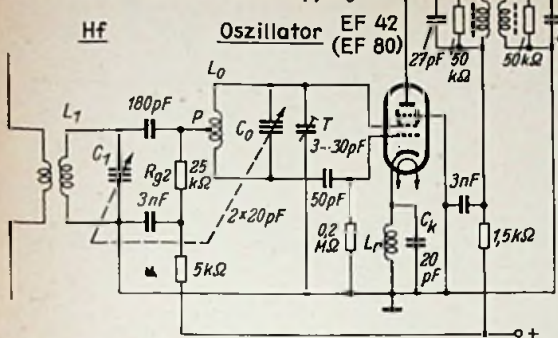 Hf
Oszillator EF 42
(EF 80)
27pF
50
kΩ
50kΩ
L₁
180pF
P
L₀
C₁
Rg2
25
kΩ
C₀
T
3--30pF
3nF
50pF
2×20pF
5kΩ
0,2
MΩ
Lr
Ck
20
pF
3nF
1,5kΩ
+